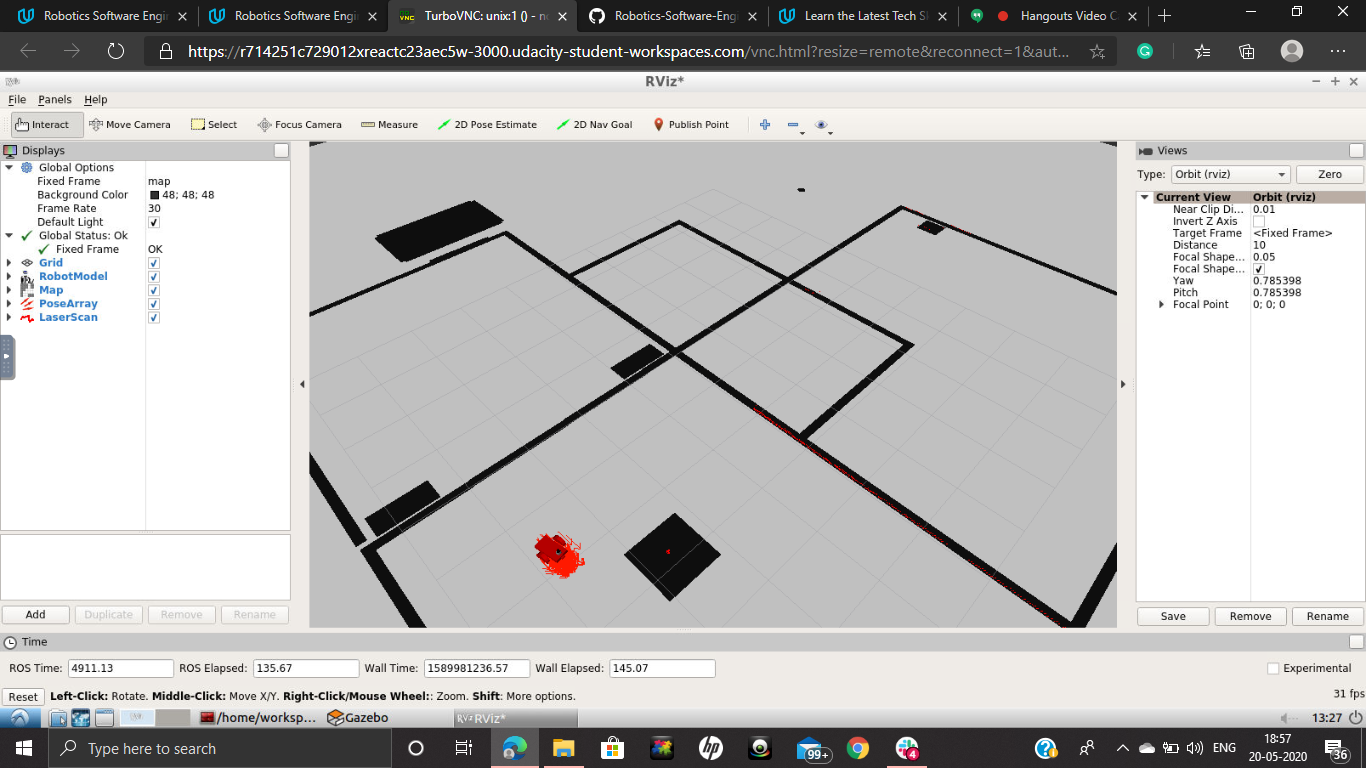 Robotics Software Engi
Robotics Software Engi
TurboVNC: unix:1 () - no
Robotics-Software-Eng
Learn the Latest Tech S
Hangouts Video C
https://r714251c729012xreactc23aec5w-3000.udacity-student-workspaces.com/vnc.html?resize=remote&reconnect=1&aut...
RViz*
File Panels Help
Interact Move Camera Select Focus Camera Measure 2D Pose Estimate 2D Nav Goal Publish Point
Displays
Global Options
Fixed Frame map
Background Color 48; 48; 48
Frame Rate 30
Default Light
Global Status: Ok
Fixed Frame OK
Grid
RobotModel
Map
PoseArray
LaserScan
Add Duplicate Remove Rename
Views
Type: Orbit (rviz) Zero
Current View Orbit (rviz)
Near Clip Di... 0.01
Invert Z Axis
Target Frame <Fixed Frame>
Distance 10
Focal Shape... 0.05
Focal Shape...
Yaw 0.785398
Pitch 0.785398
Focal Point 0; 0; 0
Save Remove Rename
Time
ROS Time: 4911.13 ROS Elapsed: 135.67 Wall Time: 1589981236.57 Wall Elapsed: 145.07 Experimental
Reset Left-Click: Rotate. Middle-Click: Move X/Y. Right-Click/Mouse Wheel:: Zoom. Shift: More options. 31 fps
/home/worksp... Gazebo RViz* 13:27
Type here to search
99+
4
ENG
18:57
20-05-2020
36